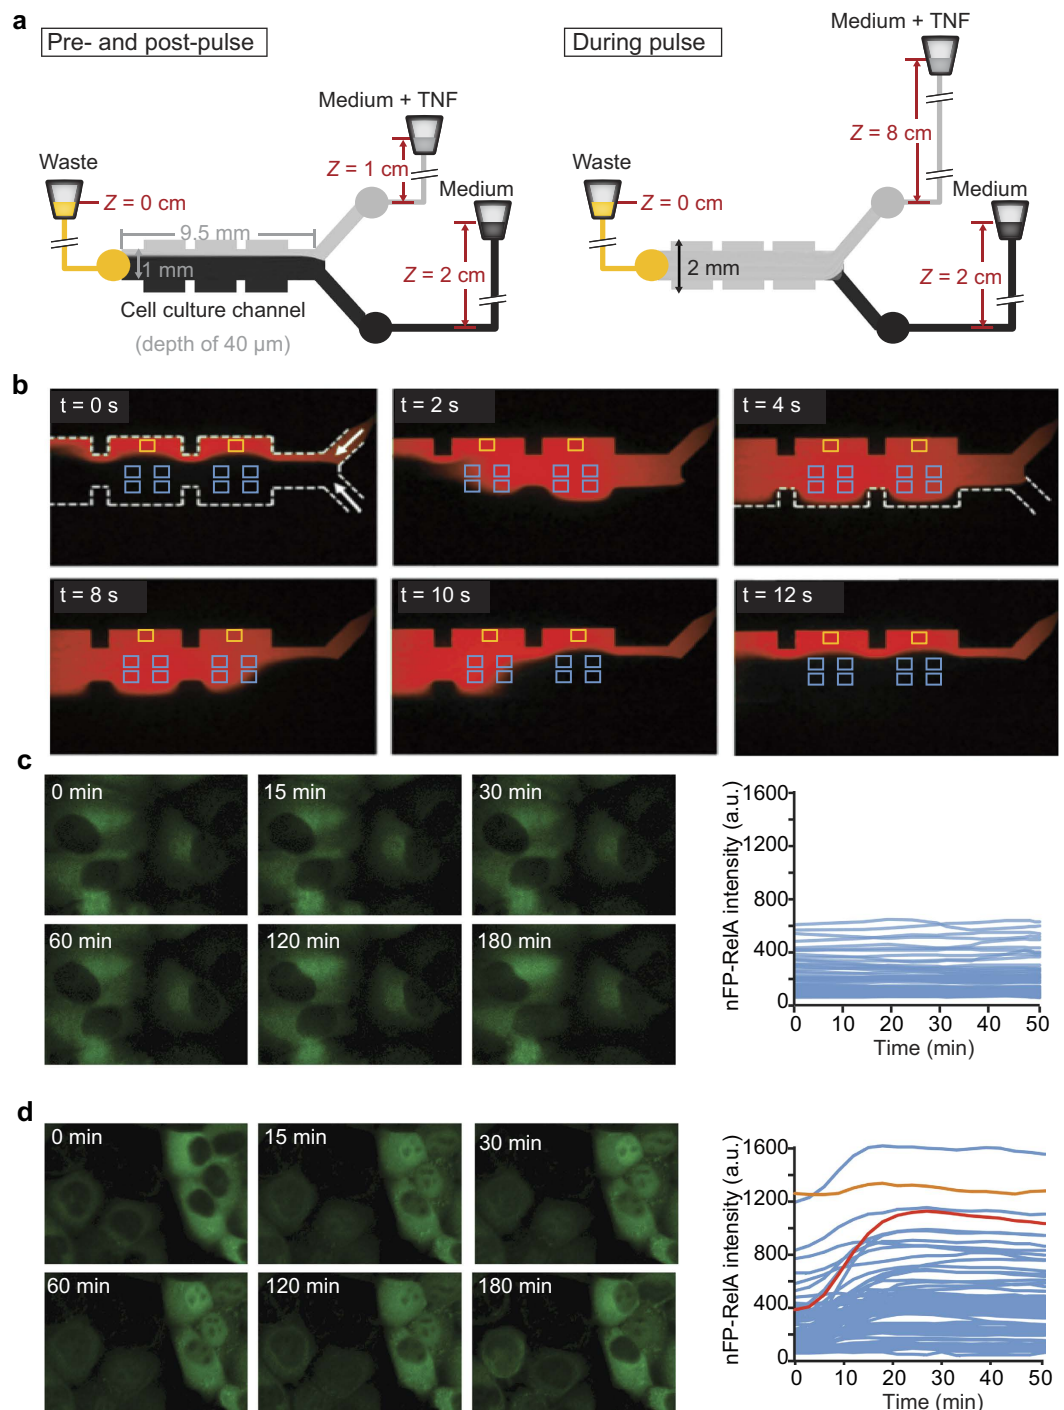 a
Pre- and post-pulse
During pulse
Medium + TNF
Medium + TNF
Waste
Z = 1 cm
Medium
Z = 0 cm
9.5 mm
1 mm
Z = 2 cm
Cell culture channel
(depth of 40 µm)
Z = 8 cm
Waste
Medium
Z = 0 cm
2 mm
Z = 2 cm
b
t = 0 s
t = 2 s
t = 4 s
t = 8 s
t = 10 s
t = 12 s
c
0 min
15 min
30 min
60 min
120 min
180 min
nFP-RelA intensity (a.u.)
1600
1200
800
400
0
0 10 20 30 40 50
Time (min)
d
0 min
15 min
30 min
60 min
120 min
180 min
nFP-RelA intensity (a.u.)
1600
1200
800
400
0
0 10 20 30 40 50
Time (min)